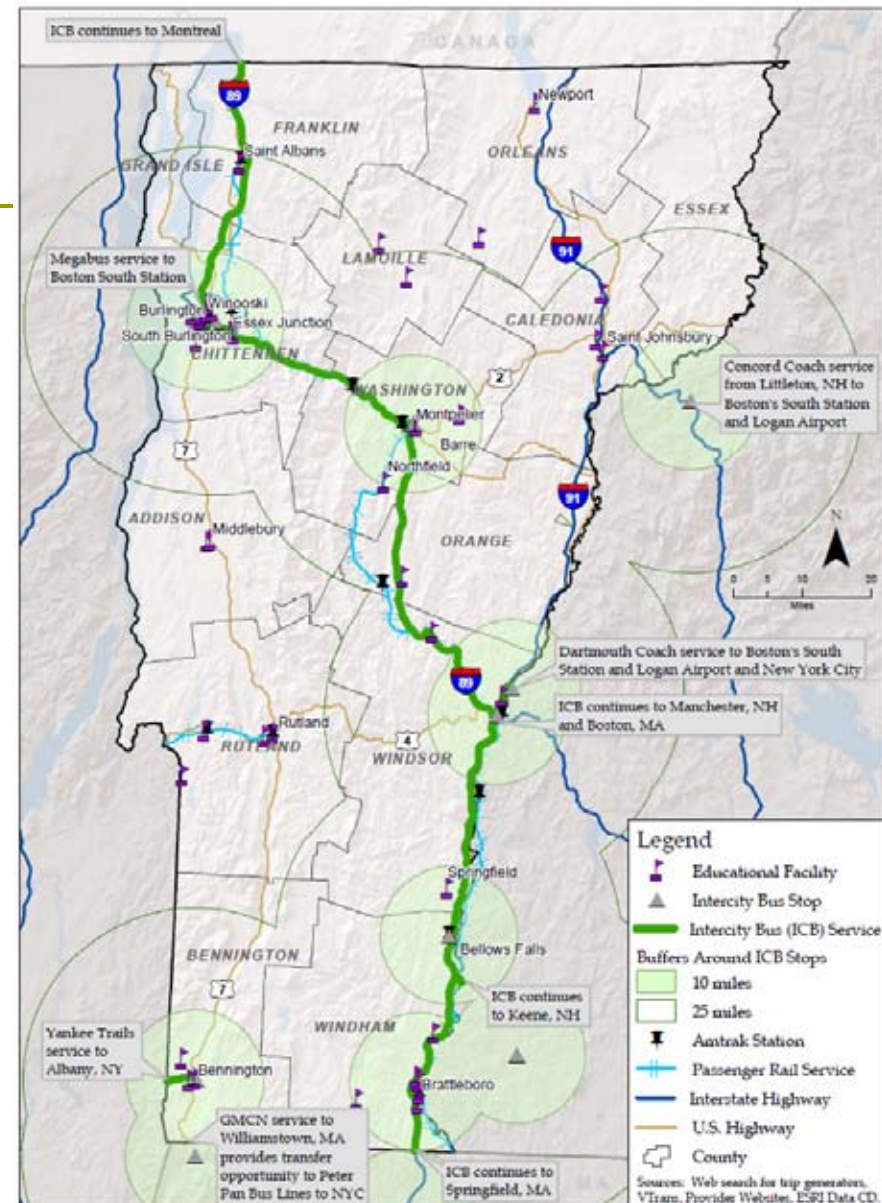 ICB continues to Montreal
CANADA
89
FRANKLIN
Newport
ORLEANS
GRAND ISLE
Saint Albans
ESSEX
LAMOILLE
91
Megabus service to
Boston South Station
Burlington
Winooski
Essex Junction
South Burlington
CHITTENDEN
CALEDONIA
Saint Johnsbury
WASHINGTON
2
Concord Coach service
from Littleton, NH to
Boston's South Station
and Logan Airport
Montpelier
Barre
7
Northfield
91
ADDISON
Middlebury
ORANGE
N
0 5 10 20
Miles
Dartmouth Coach service to Boston's South
Station and Logan Airport and New York City
89
ICB continues to Manchester, NH
and Boston, MA
Rutland
RUTLAND
4
WINDSOR
Springfield
Bellows Falls
BENNINGTON
7
ICB continues
to Keene, NH
WINDHAM
Yankee Trails
service to
Albany, NY
Bennington
Brattleboro
GMCN service to
Williamstown, MA
provides transfer
opportunity to Peter
Pan Bus Lines to NYC
ICB continues to
Springfield, MA
Legend
Educational Facility
Intercity Bus Stop
Intercity Bus (ICB) Service
Buffers Around ICB Stops
10 miles
25 miles
Amtrak Station
Passenger Rail Service
Interstate Highway
U.S. Highway
County
Sources: Web search for trip generators,
VTrans, Provider Websites, ESRI Data CD